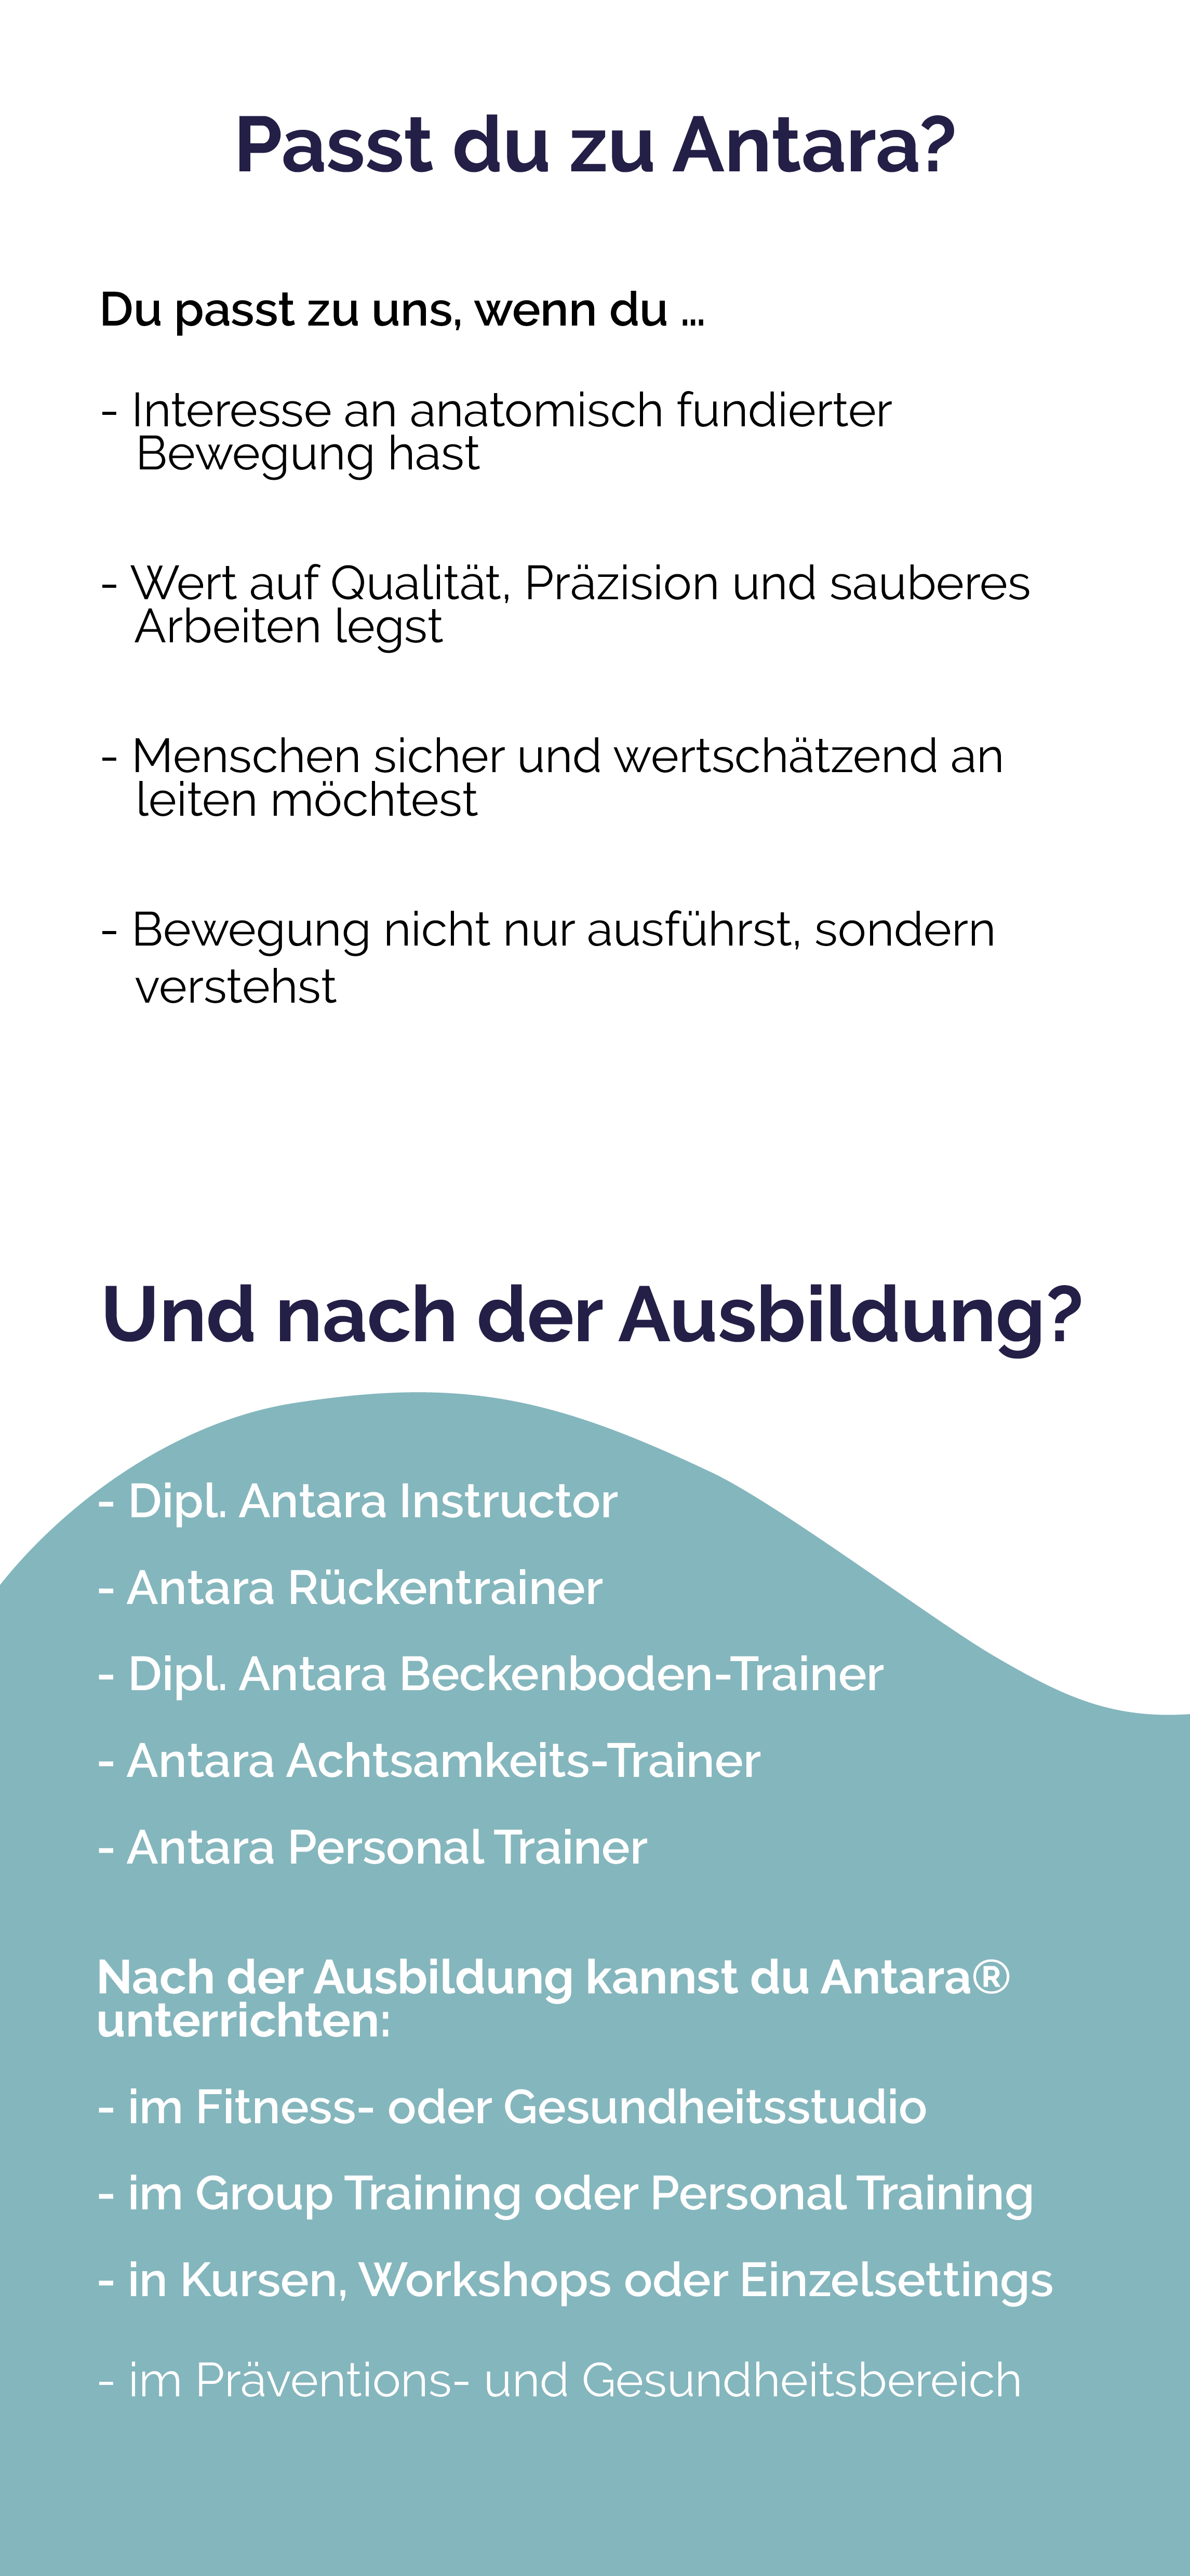 Passt du zu Antara?
Du passt zu uns, wenn du ...
- Interesse an anatomisch fundierter
Bewegung hast
- Wert auf Qualität, Präzision und sauberes
Arbeiten legst
- Menschen sicher und wertschätzend an
leiten möchtest
- Bewegung nicht nur ausführst, sondern
verstehst
Und nach der Ausbildung?
- Dipl. Antara Instructor
- Antara Rückentrainer
- Dipl. Antara Beckenboden-Trainer
- Antara Achtsamkeits-Trainer
- Antara Personal Trainer
Nach der Ausbildung kannst du Antara®
unterrichten:
- im Fitness- oder Gesundheitsstudio
- im Group Training oder Personal Training
- in Kursen, Workshops oder Einzelsettings
- im Präventions- und Gesundheitsbereich